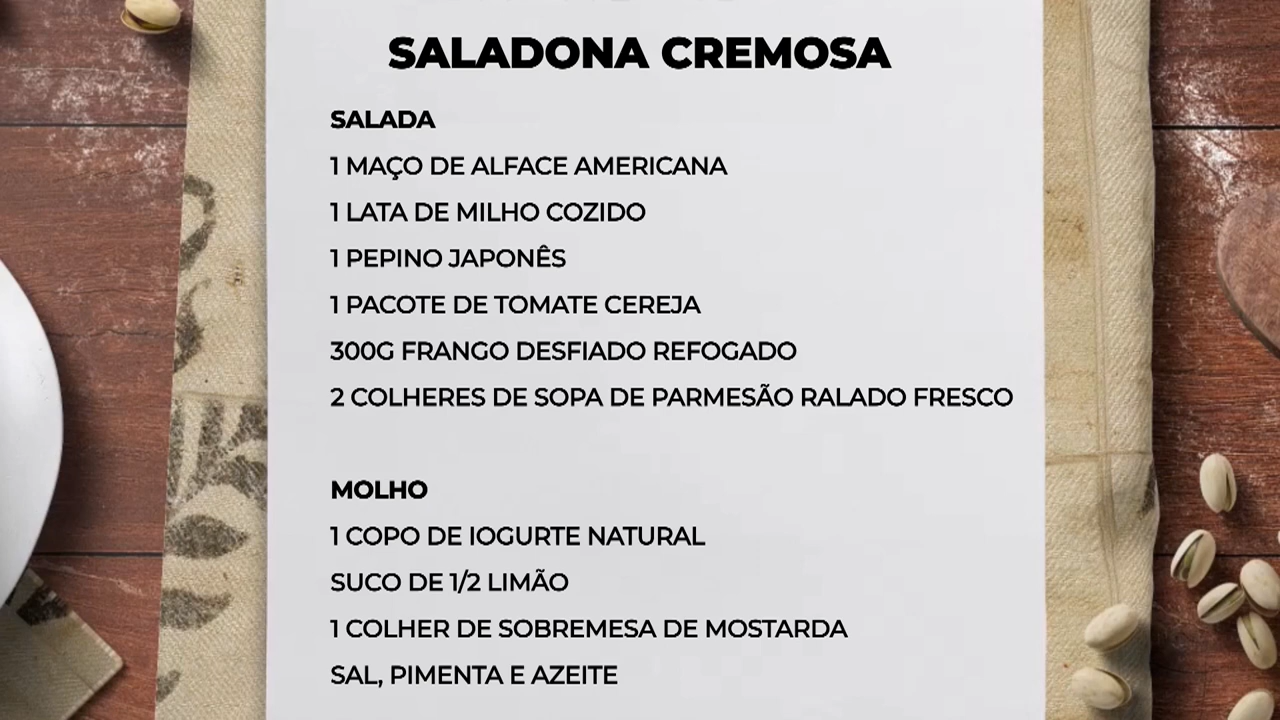 SALADONA CREMOSA
SALADA
1 MAÇO DE ALFACE AMERICANA
1 LATA DE MILHO COZIDO
1 PEPINO JAPONÊS
1 PACOTE DE TOMATE CEREJA
300G FRANGO DESFIADO REFOGADO
2 COLHERES DE SOPA DE PARMESÃO RALADO FRESCO
MOLHO
1 COPO DE IOGURTE NATURAL
SUCO DE 1/2 LIMÃO
1 COLHER DE SOBREMESA DE MOSTARDA
SAL, PIMENTA E AZEITE